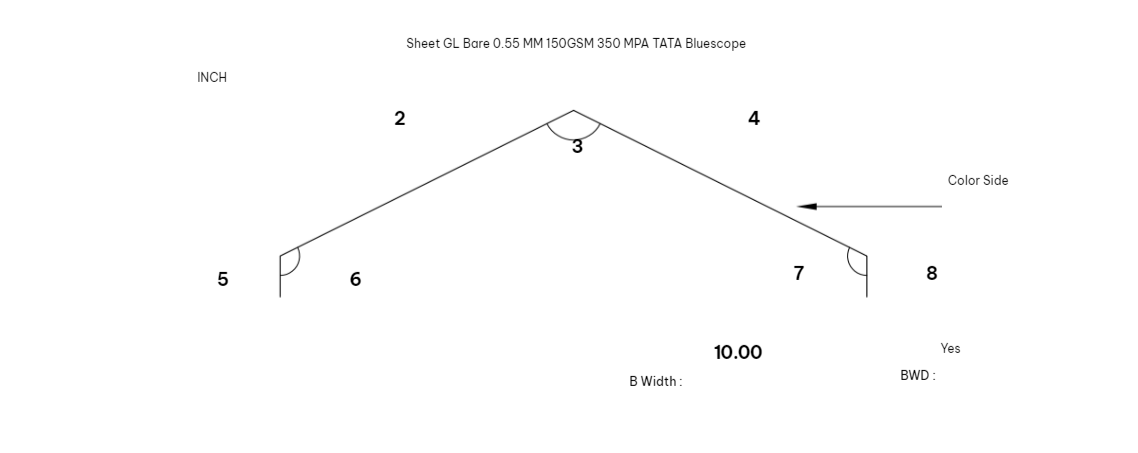 Sheet GL Bare 0.55 MM 150GSM 350 MPA TATA Bluescope
INCH
2
4
3
Color Side
5
6
7
8
10.00
Yes
B Width :
BWD :